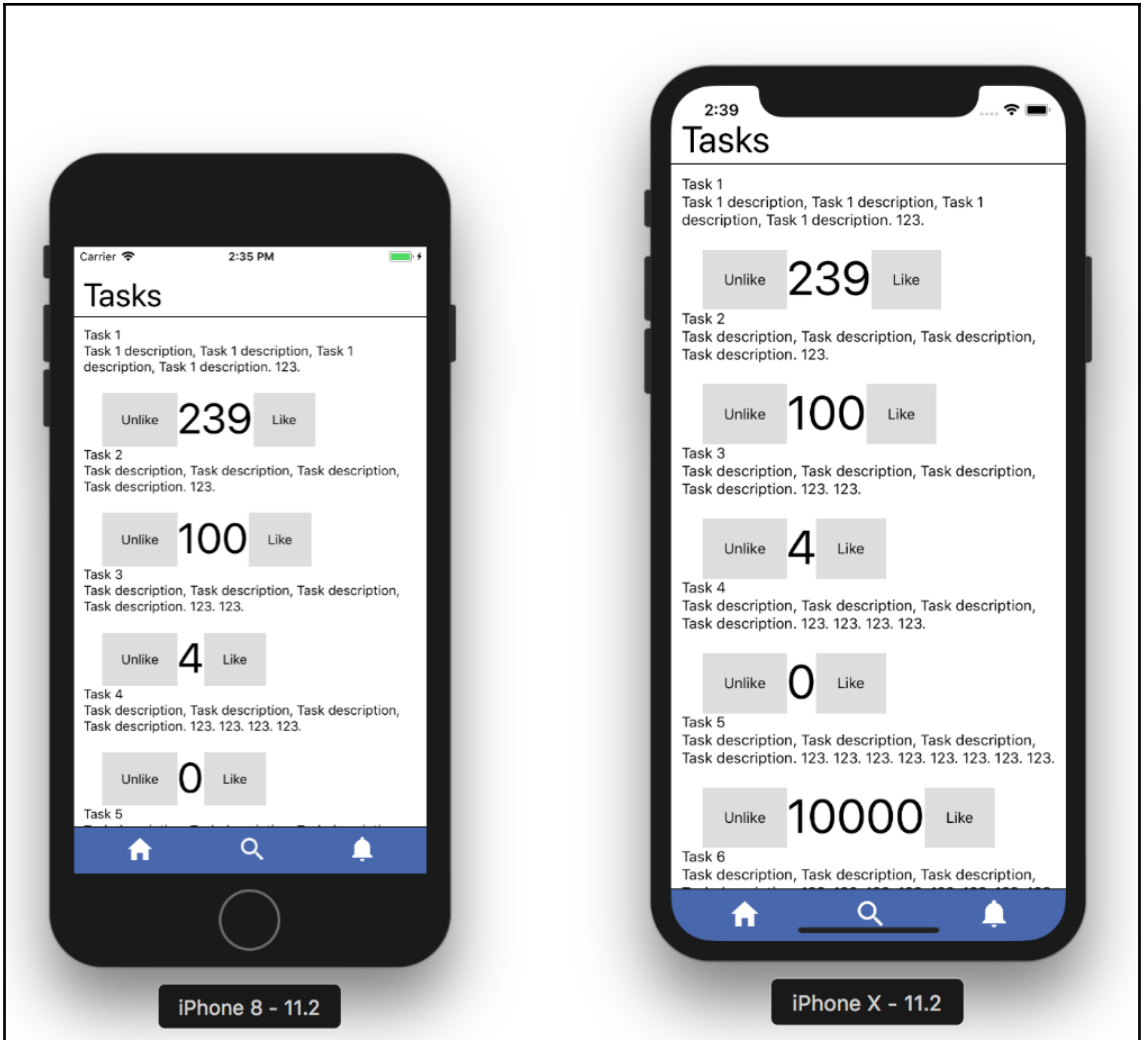 Carrier
2:35 PM
Tasks
Task 1
Task 1 description, Task 1 description, Task 1
description, Task 1 description. 123.
Unlike 239 Like
Task 2
Task description, Task description, Task description,
Task description. 123.
Unlike 100 Like
Task 3
Task description, Task description, Task description,
Task description. 123. 123.
Unlike 4 Like
Task 4
Task description, Task description, Task description,
Task description. 123. 123. 123. 123.
Unlike 0 Like
Task 5
iPhone 8 - 11.2
2:39
Tasks
Task 1
Task 1 description, Task 1 description, Task 1
description, Task 1 description. 123.
Unlike 239 Like
Task 2
Task description, Task description, Task description,
Task description. 123.
Unlike 100 Like
Task 3
Task description, Task description, Task description,
Task description. 123. 123.
Unlike 4 Like
Task 4
Task description, Task description, Task description,
Task description. 123. 123. 123. 123.
Unlike 0 Like
Task 5
Task description, Task description, Task description,
Task description. 123. 123. 123. 123. 123. 123. 123.
Unlike 10000 Like
Task 6
Task description, Task description, Task description,
iPhone X - 11.2